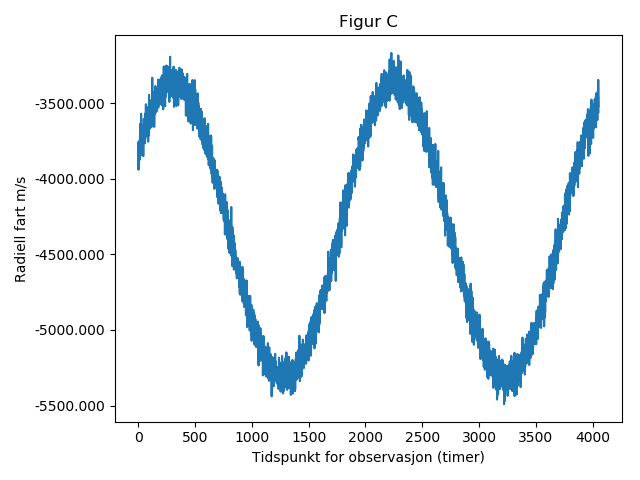 Figur C
Radiell fart m/s
-3500.000
-4000.000
-4500.000
-5000.000
-5500.000
0 500 1000 1500 2000 2500 3000 3500 4000
Tidspunkt for observasjon (timer)